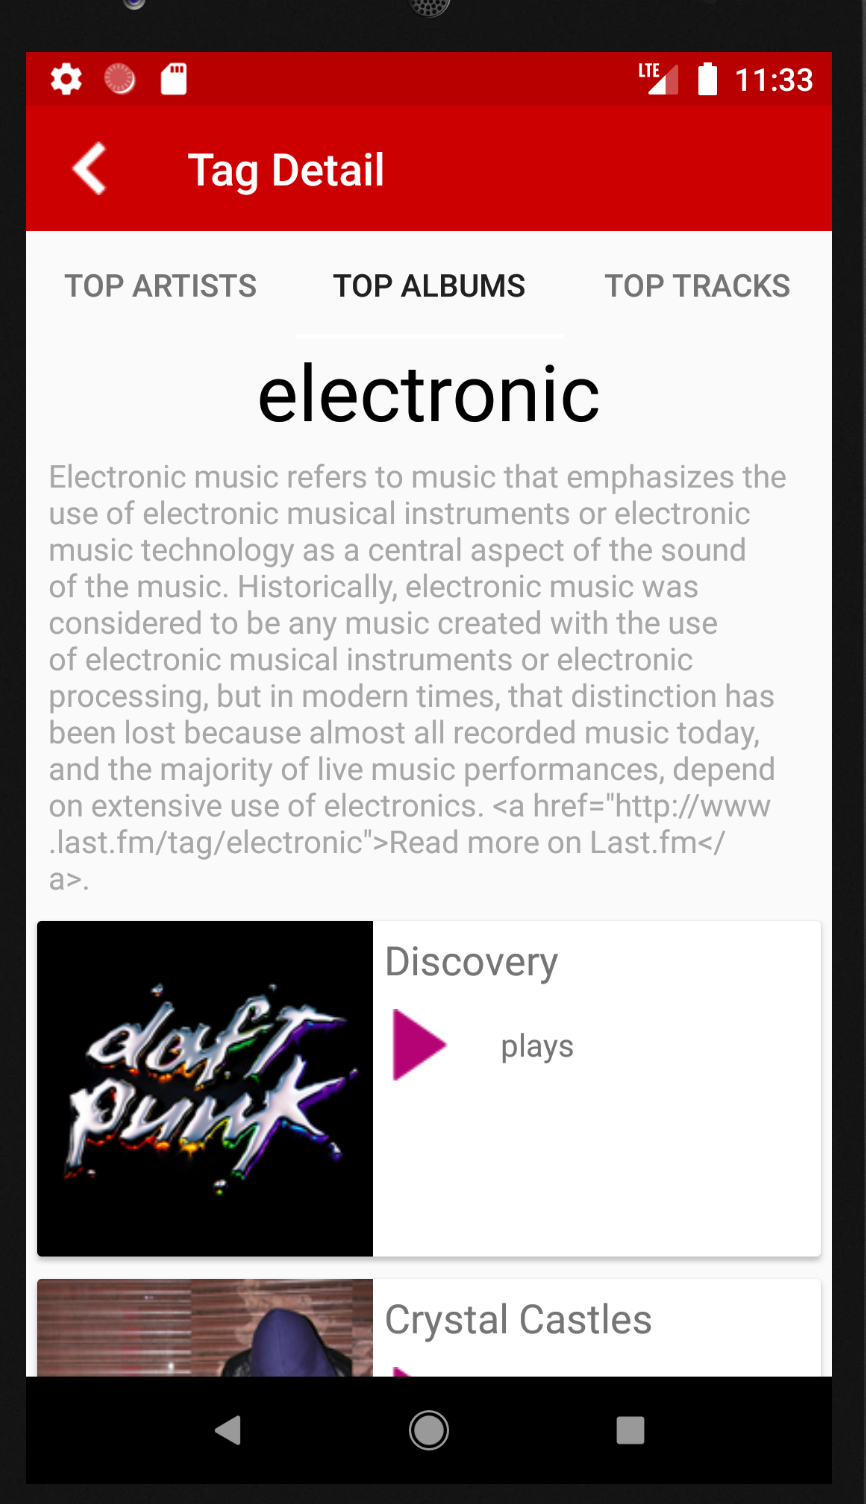 LTE 11:33
Tag Detail
TOP ARTISTS TOP ALBUMS TOP TRACKS
electronic
Electronic music refers to music that emphasizes the
use of electronic musical instruments or electronic
music technology as a central aspect of the sound
of the music. Historically, electronic music was
considered to be any music created with the use
of electronic musical instruments or electronic
processing, but in modern times, that distinction has
been lost because almost all recorded music today,
and the majority of live music performances, depend
on extensive use of electronics. <a href="http://www
.last.fm/tag/electronic">Read more on Last.fm</
a>.
daft
punk
Discovery
plays
Crystal Castles